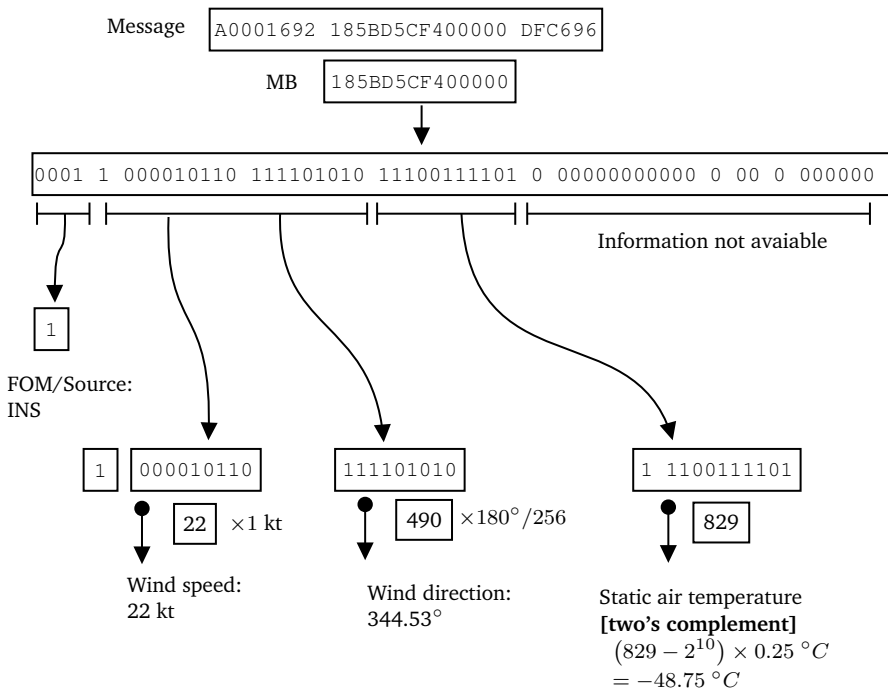 Message A0001692 185BD5CF400000 DFC696
MB 185BD5CF400000
0001 1 000010110 111101010 11100111101 0 00000000000 0 00 0 000000
Information not avaiable
1
FOM/Source:
INS
1 000010110 111101010 1 1100111101
22 ×1 kt 490 ×180°/256 829
Wind speed:
22 kt
Wind direction:
344.53°
Static air temperature
[two's complement]
(829 − 2^10) × 0.25 °C
= −48.75 °C